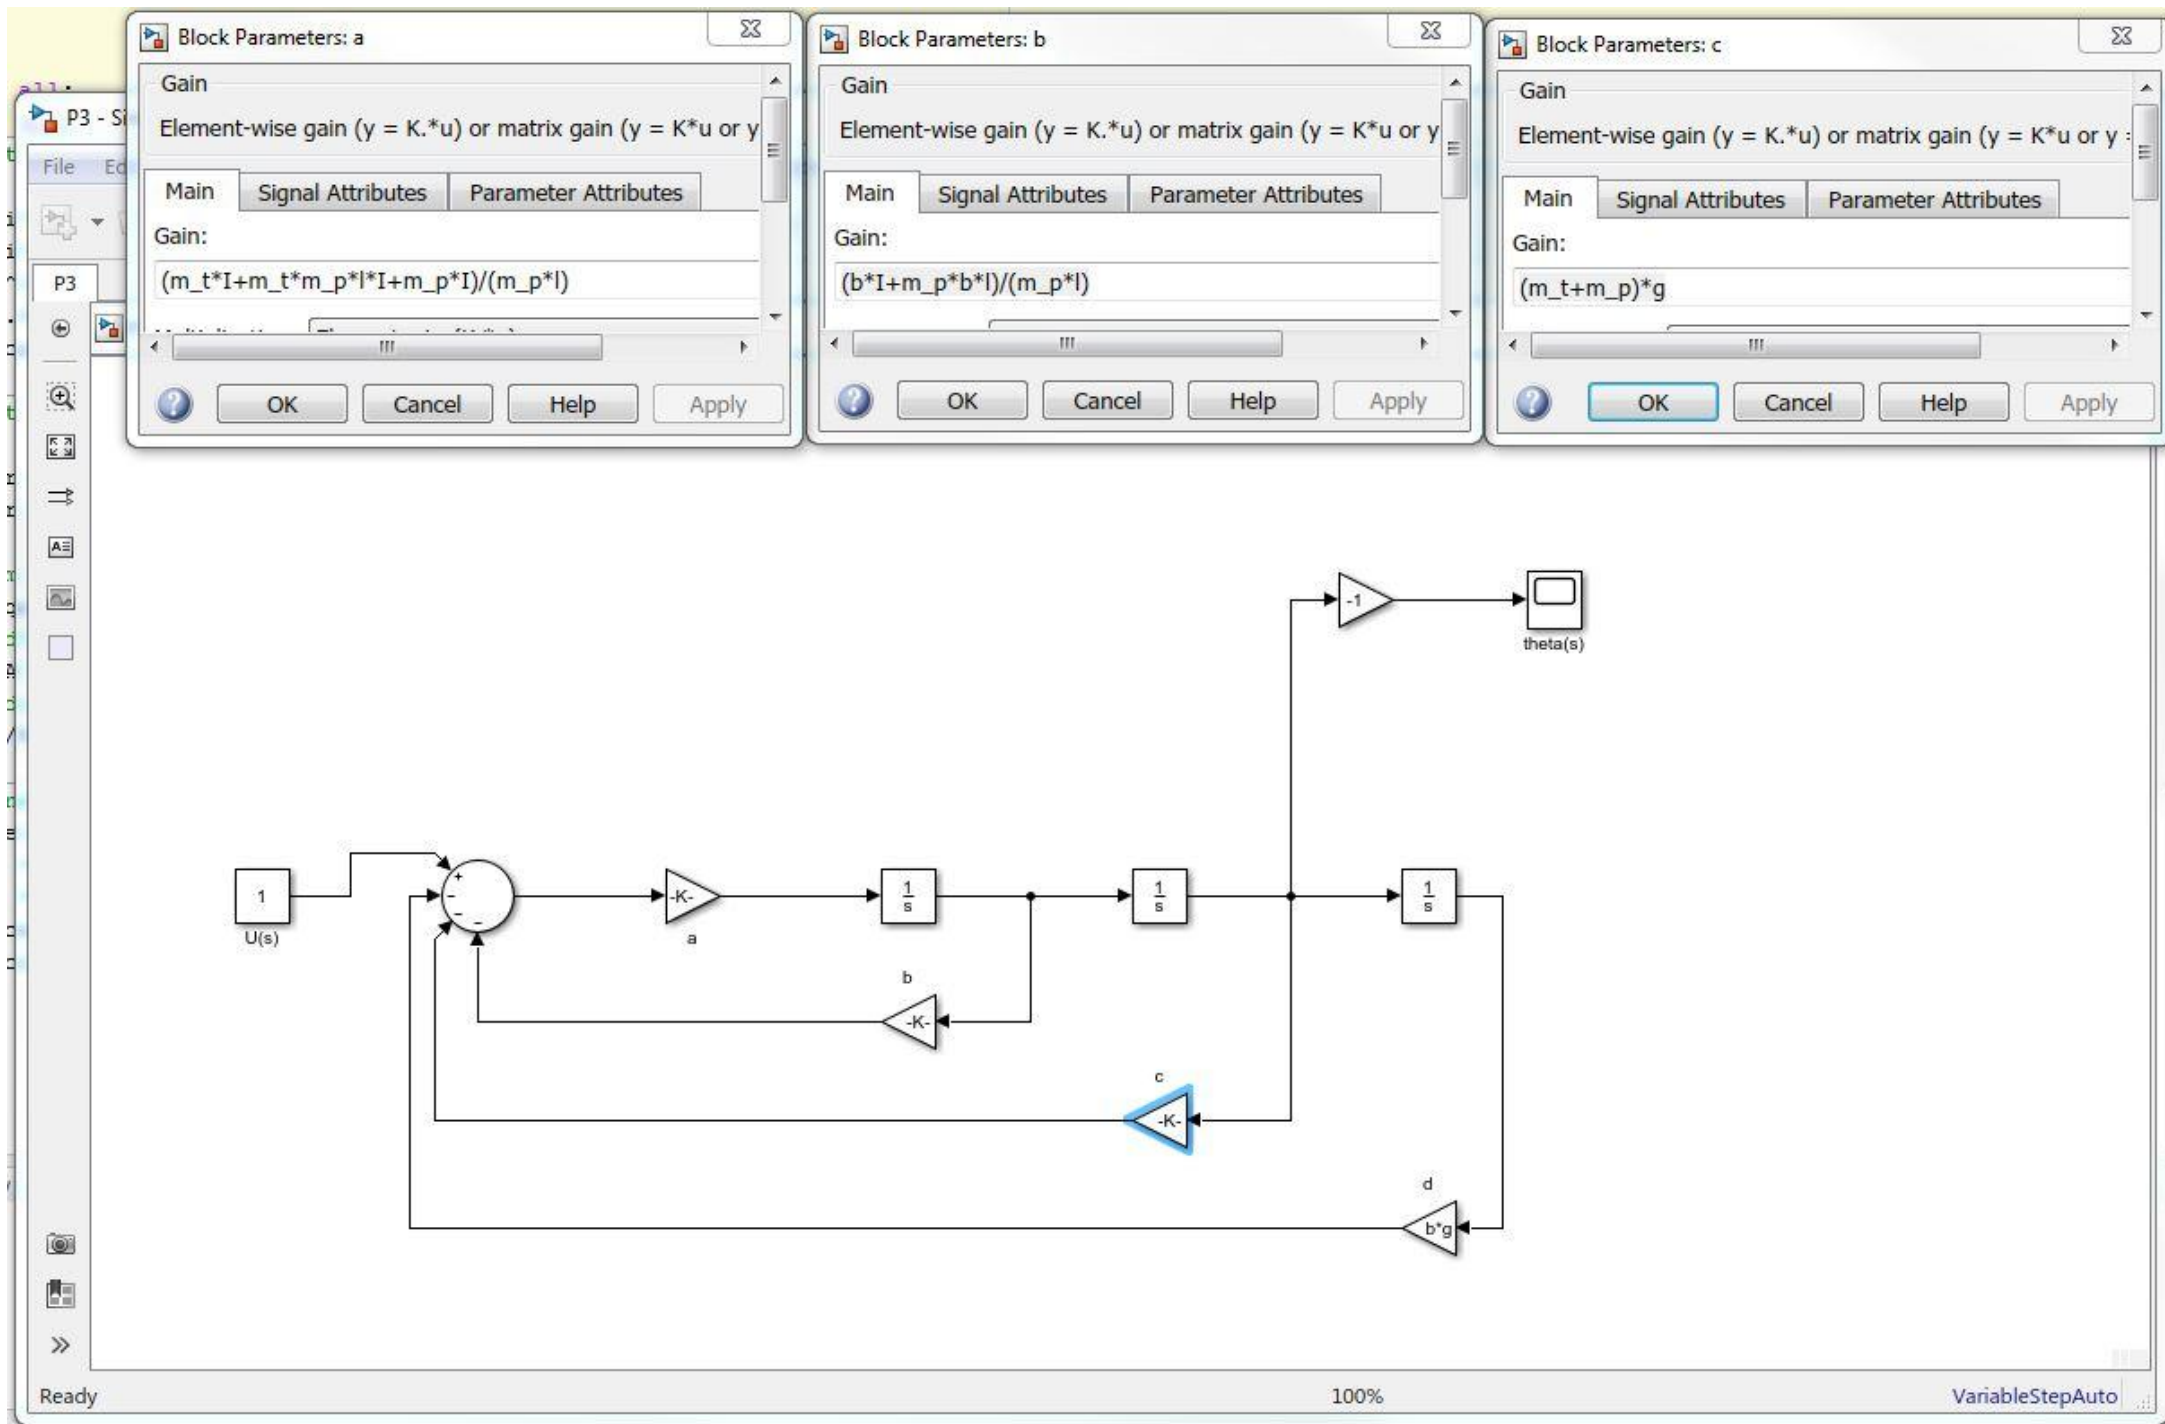 all;
Block Parameters: a
Gain
Element-wise gain (y = K.*u) or matrix gain (y = K*u or y
Main
Signal Attributes
Parameter Attributes
Gain:
(m_t*I+m_t*m_p*l*I+m_p*I)/(m_p*l)
OK
Cancel
Help
Apply
Block Parameters: b
Gain
Element-wise gain (y = K.*u) or matrix gain (y = K*u or y
Main
Signal Attributes
Parameter Attributes
Gain:
(b*I+m_p*b*l)/(m_p*l)
OK
Cancel
Help
Apply
Block Parameters: c
Gain
Element-wise gain (y = K.*u) or matrix gain (y = K*u or y =
Main
Signal Attributes
Parameter Attributes
Gain:
(m_t+m_p)*g
OK
Cancel
Help
Apply
P3 - Si
File
P3
-1
theta(s)
1
U(s)
+
-
-
-
-K-
a
1
s
1
s
1
s
b
-K-
c
-K-
d
b*g
Ready
100%
VariableStepAuto